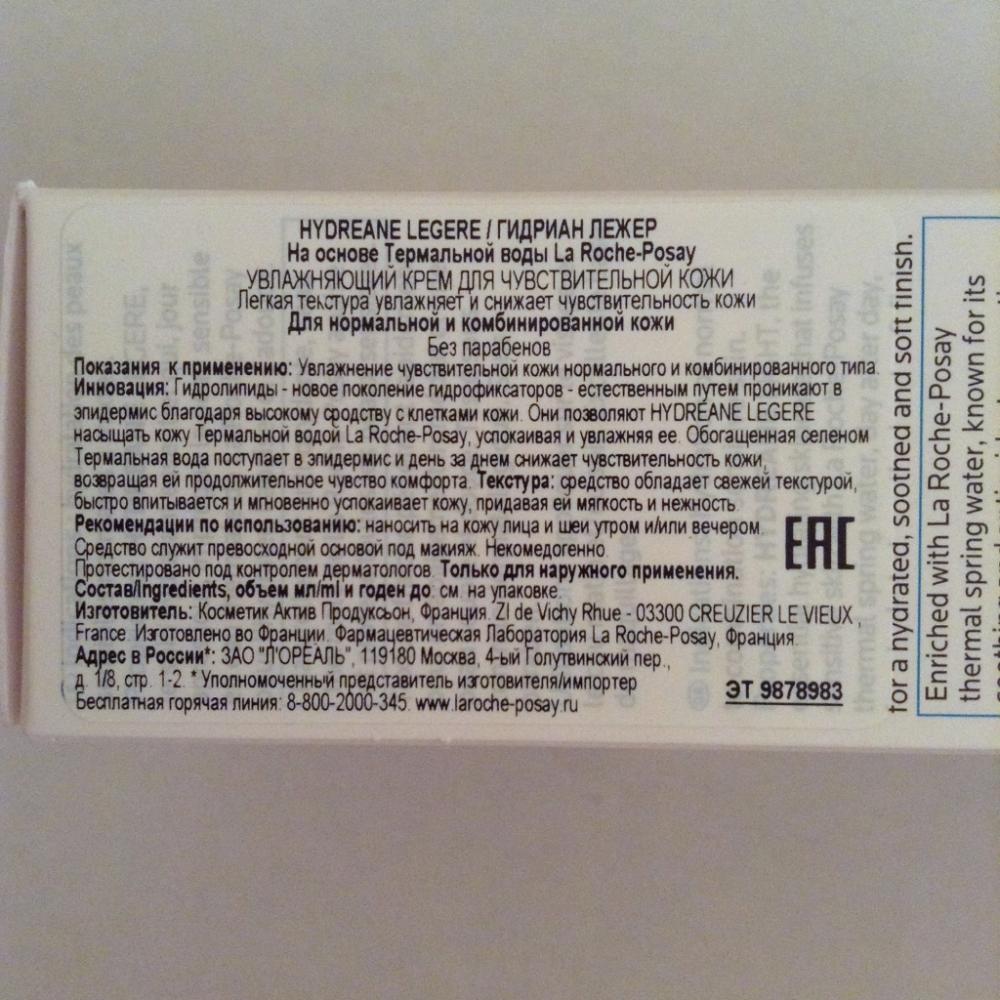 HYDREANE LEGERE / ГИДРИАН ЛЕЖЕР
На основе Термальной воды La Roche-Posay
УВЛАЖНЯЮЩИЙ КРЕМ ДЛЯ ЧУВСТВИТЕЛЬНОЙ КОЖИ
Легкая текстура увлажняет и снижает чувствительность кожи
Для нормальной и комбинированной кожи
Без парабенов
Показания к применению: Увлажнение чувствительной кожи нормального и комбинированного типа.
Инновация: Гидролипиды - новое поколение гидрофиксаторов - естественным путем проникают в
эпидермис благодаря высокому сродству с клетками кожи. Они позволяют HYDREANE LEGERE
насыщать кожу Термальной водой La Roche-Posay, успокаивая и увлажняя ее. Обогащенная селеном
Термальная вода поступает в эпидермис и день за днем снижает чувствительность кожи,
возвращая ей продолжительное чувство комфорта. Текстура: средство обладает свежей текстурой,
быстро впитывается и мгновенно успокаивает кожу, придавая ей мягкость и нежность.
Рекомендации по использованию: наносить на кожу лица и шеи утром и/или вечером.
Средство служит превосходной основой под макияж. Некомедогенно.
Протестировано под контролем дерматологов. Только для наружного применения.
Состав/Ingredients, объем мл/ml и годен до: см. на упаковке.
Изготовитель: Косметик Актив Продуксьон, Франция. ZI de Vichy Rhue - 03300 CREUZIER LE VIEUX,
France. Изготовлено во Франции. Фармацевтическая Лаборатория La Roche-Posay, Франция.
Адрес в России*: ЗАО "Л'ОРЕАЛЬ", 119180 Москва, 4-ый Голутвинский пер.,
д. 1/8, стр. 1-2. * Уполномоченный представитель изготовителя/импортер
Бесплатная горячая линия: 8-800-2000-345. www.laroche-posay.ru
EAC
ЭТ 9878983
for a hydrated, soothed and soft finish.
Enriched with La Roche-Posay
thermal spring water, known for its